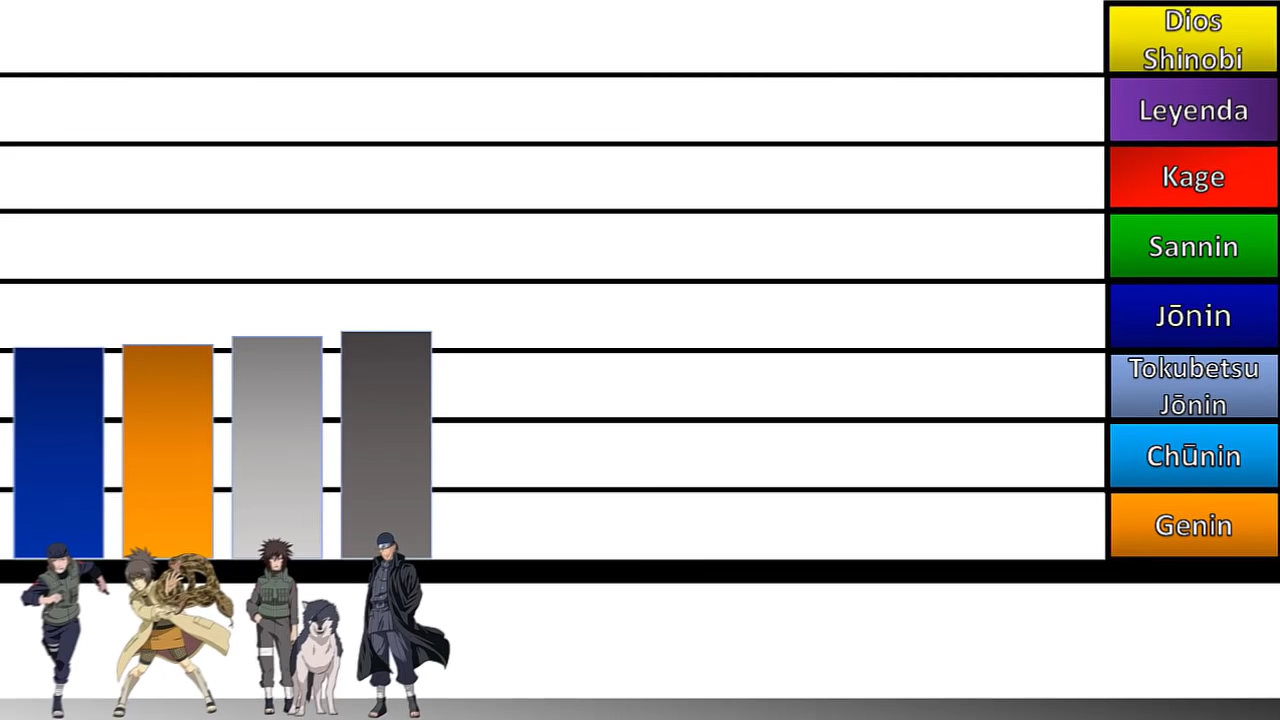 Dios
Shinobi
Leyenda
Kage
Sannin
Jōnin
Tokubetsu
Jōnin
Chūnin
Genin